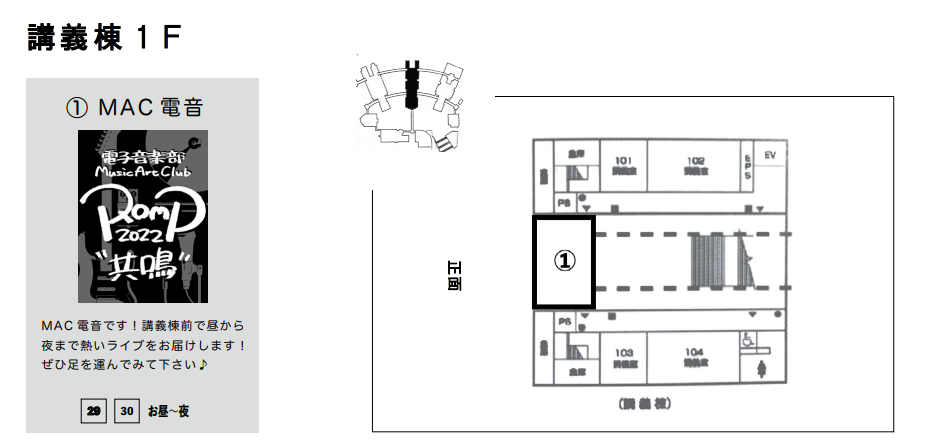 講義棟１Ｆ
① MAC 電音
電子音楽部
Music Art Club
Romp
2022
"共鳴"
MAC 電音です！講義棟前で昼から
夜まで熱いライブをお届けします！
ぜひ足を運んでみて下さい♪
29 30 お昼～夜
正面
倉庫
101
講義室
102
講義室
EPS
EV
PS
①
PS
倉庫
103
講義室
104
講義室
(講義棟)